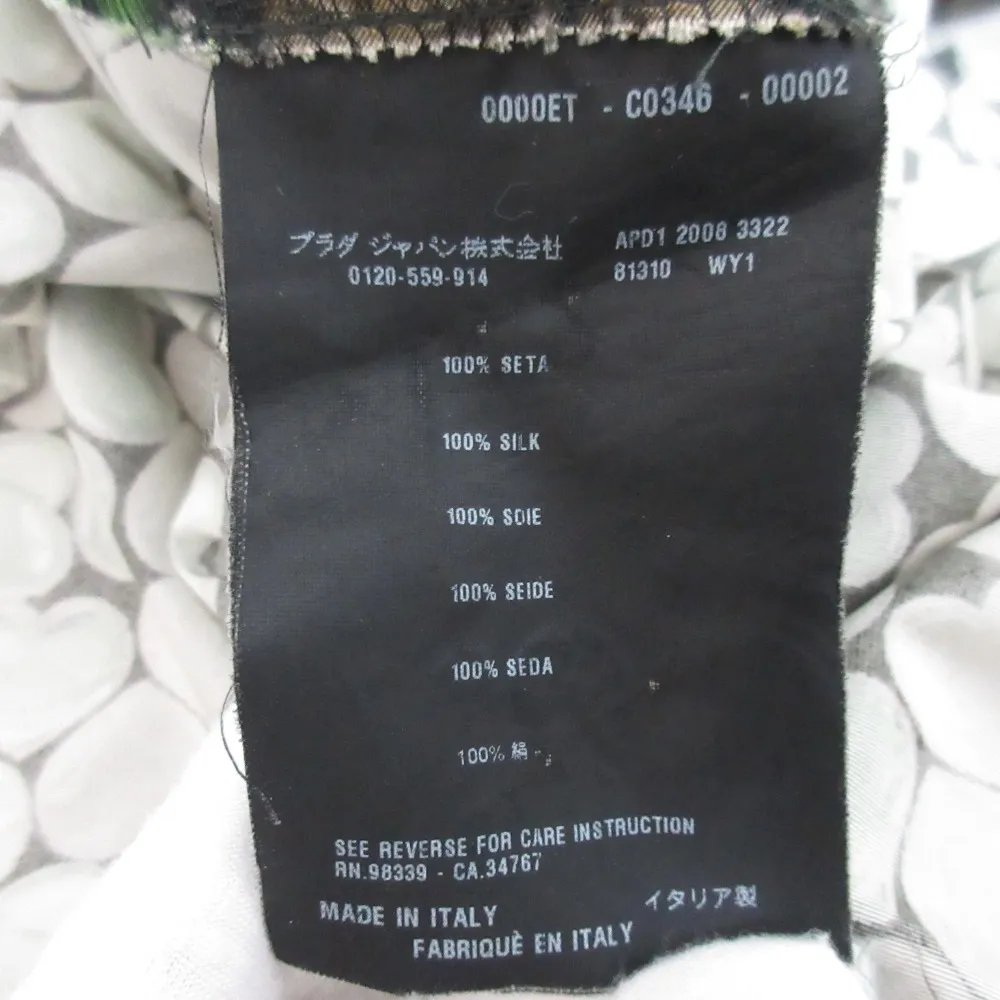 0000ET - C0346 - 00002
プラダ ジャパン株式会社
0120-559-914
APD1 2008 3322
81310 WY1
100% SETA
100% SILK
100% SOIE
100% SEIDE
100% SEDA
100% 絹
SEE REVERSE FOR CARE INSTRUCTION
RN.98339 - CA.34767
MADE IN ITALY
イタリア製
FABRIQUÈ EN ITALY